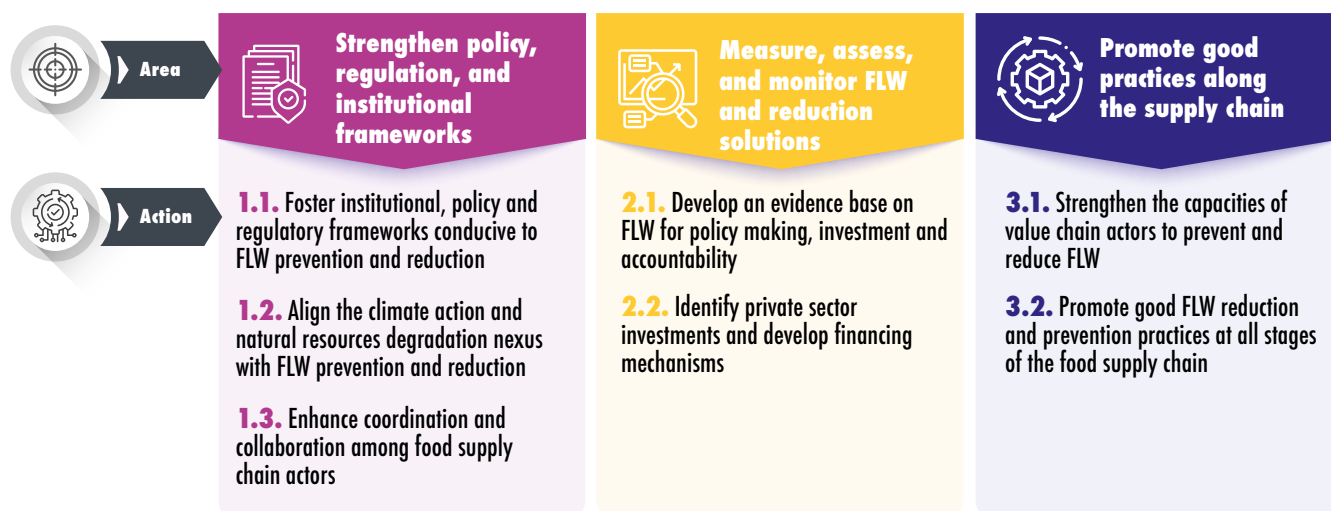 Area
Strengthen policy,
regulation, and
institutional
frameworks
Measure, assess,
and monitor FLW
and reduction
solutions
Promote good
practices along
the supply chain
Action
1.1. Foster institutional, policy and
regulatory frameworks conducive to
FLW prevention and reduction
1.2. Align the climate action and
natural resources degradation nexus
with FLW prevention and reduction
1.3. Enhance coordination and
collaboration among food supply
chain actors
2.1. Develop an evidence base on
FLW for policy making, investment and
accountability
2.2. Identify private sector
investments and develop financing
mechanisms
3.1. Strengthen the capacities of
value chain actors to prevent and
reduce FLW
3.2. Promote good FLW reduction
and prevention practices at all stages
of the food supply chain